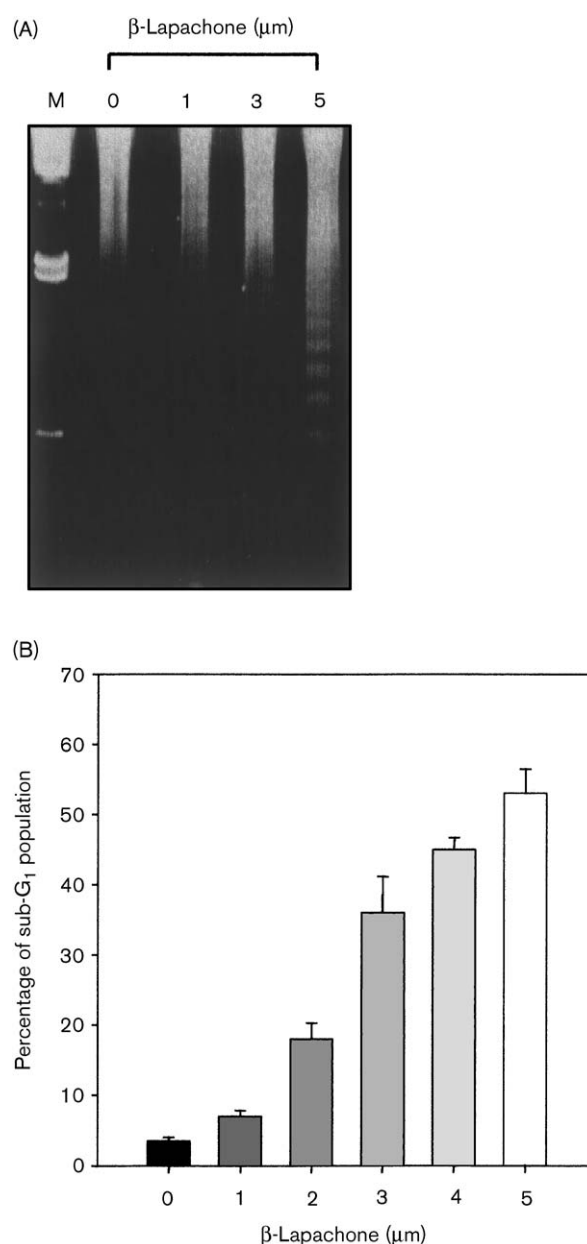 (A)
β-Lapachone (μm)
M 0 1 3 5
(B)
70
60
50
40
30
20
10
0
Percentage of sub-G₁ population
0 1 2 3 4 5
β-Lapachone (μm)